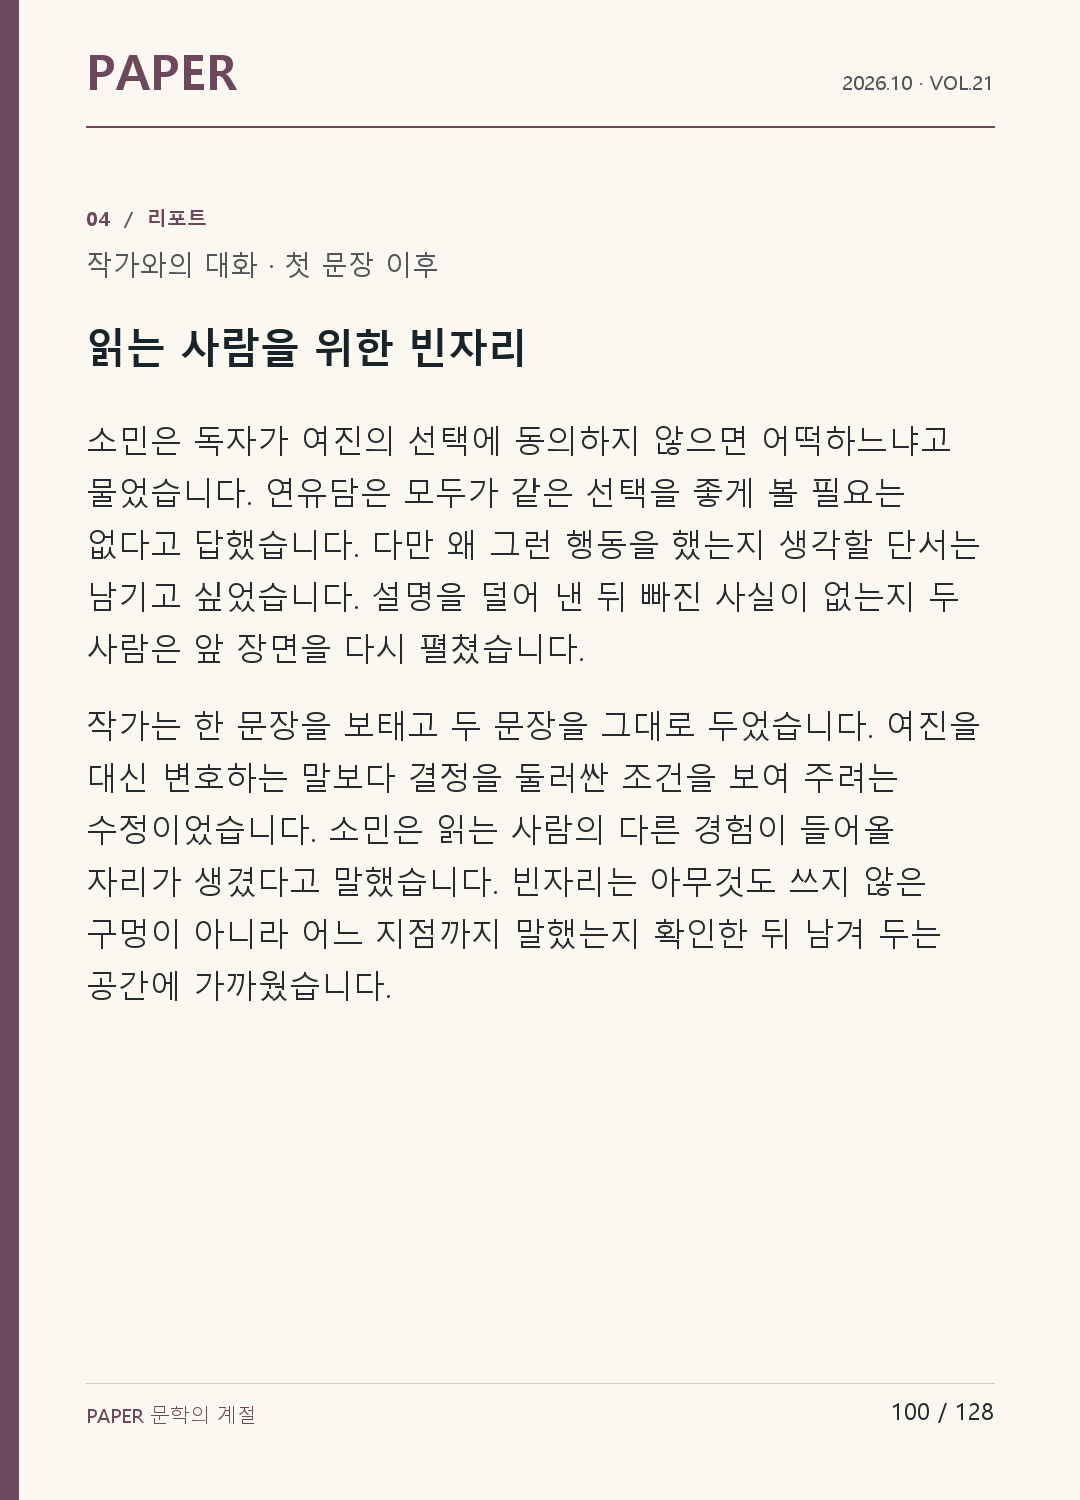 PAPER
2026.10 · VOL.21
04 / 리포트
작가와의 대화 · 첫 문장 이후
읽는 사람을 위한 빈자리
소민은 독자가 여진의 선택에 동의하지 않으면 어떡하느냐고
물었습니다. 연유담은 모두가 같은 선택을 좋게 볼 필요는
없다고 답했습니다. 다만 왜 그런 행동을 했는지 생각할 단서는
남기고 싶었습니다. 설명을 덜어 낸 뒤 빠진 사실이 없는지 두
사람은 앞 장면을 다시 펼쳤습니다.
작가는 한 문장을 보태고 두 문장을 그대로 두었습니다. 여진을
대신 변호하는 말보다 결정을 둘러싼 조건을 보여 주려는
수정이었습니다. 소민은 읽는 사람의 다른 경험이 들어올
자리가 생겼다고 말했습니다. 빈자리는 아무것도 쓰지 않은
구멍이 아니라 어느 지점까지 말했는지 확인한 뒤 남겨 두는
공간에 가까웠습니다.
PAPER 문학의 계절
100 / 128